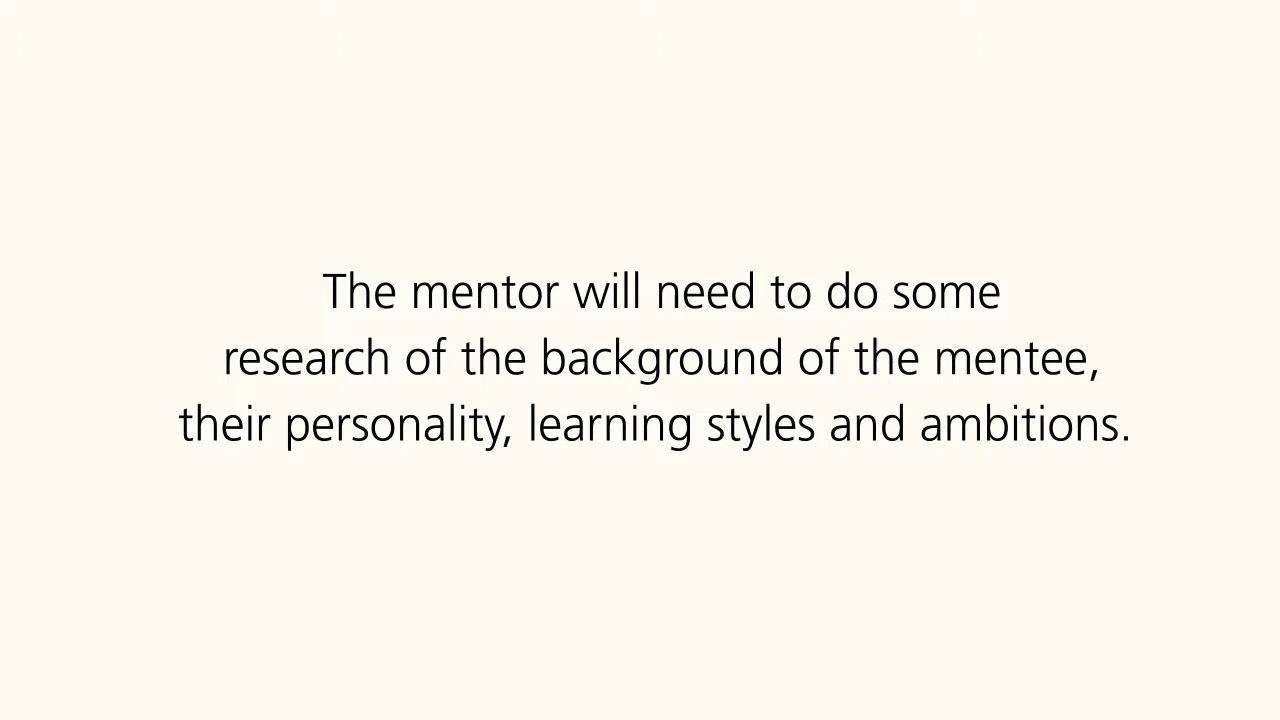 The mentor will need to do some
research of the background of the mentee,
their personality, learning styles and ambitions.